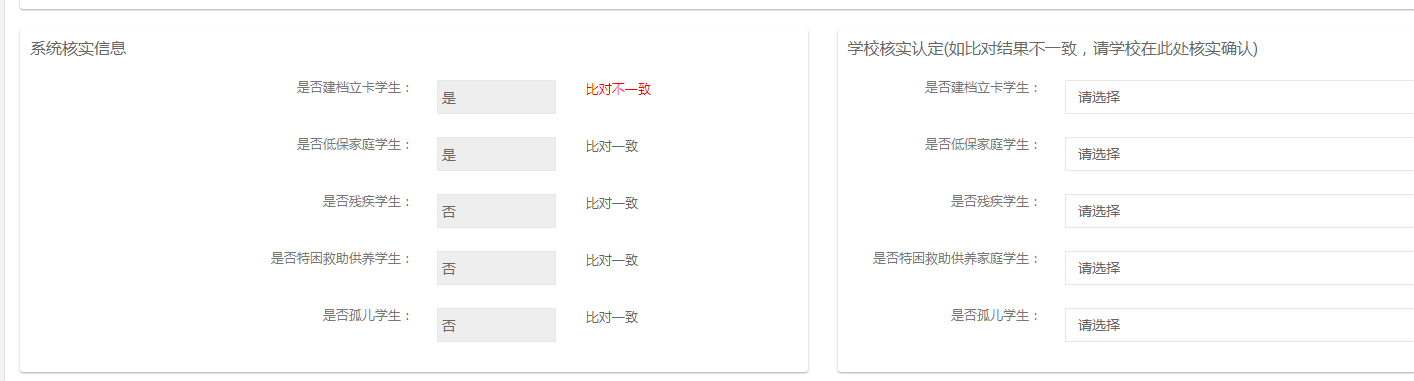 系统核实信息
是否建档立卡学生：
是
比对不一致
是否低保家庭学生：
是
比对一致
是否残疾学生：
否
比对一致
是否特困救助供养学生：
否
比对一致
是否孤儿学生：
否
比对一致
学校核实认定(如比对结果不一致，请学校在此处核实确认)
是否建档立卡学生：
请选择
是否低保家庭学生：
请选择
是否残疾学生：
请选择
是否特困救助供养家庭学生：
请选择
是否孤儿学生：
请选择